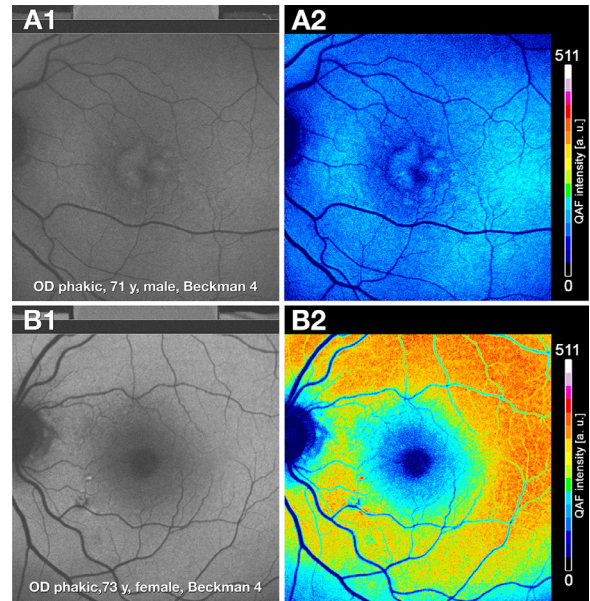 A1
A2
511
QAF intensity [a. u.]
0
OD phakic, 71 y, male, Beckman 4
B1
B2
511
QAF intensity [a. u.]
0
OD phakic,73 y, female, Beckman 4